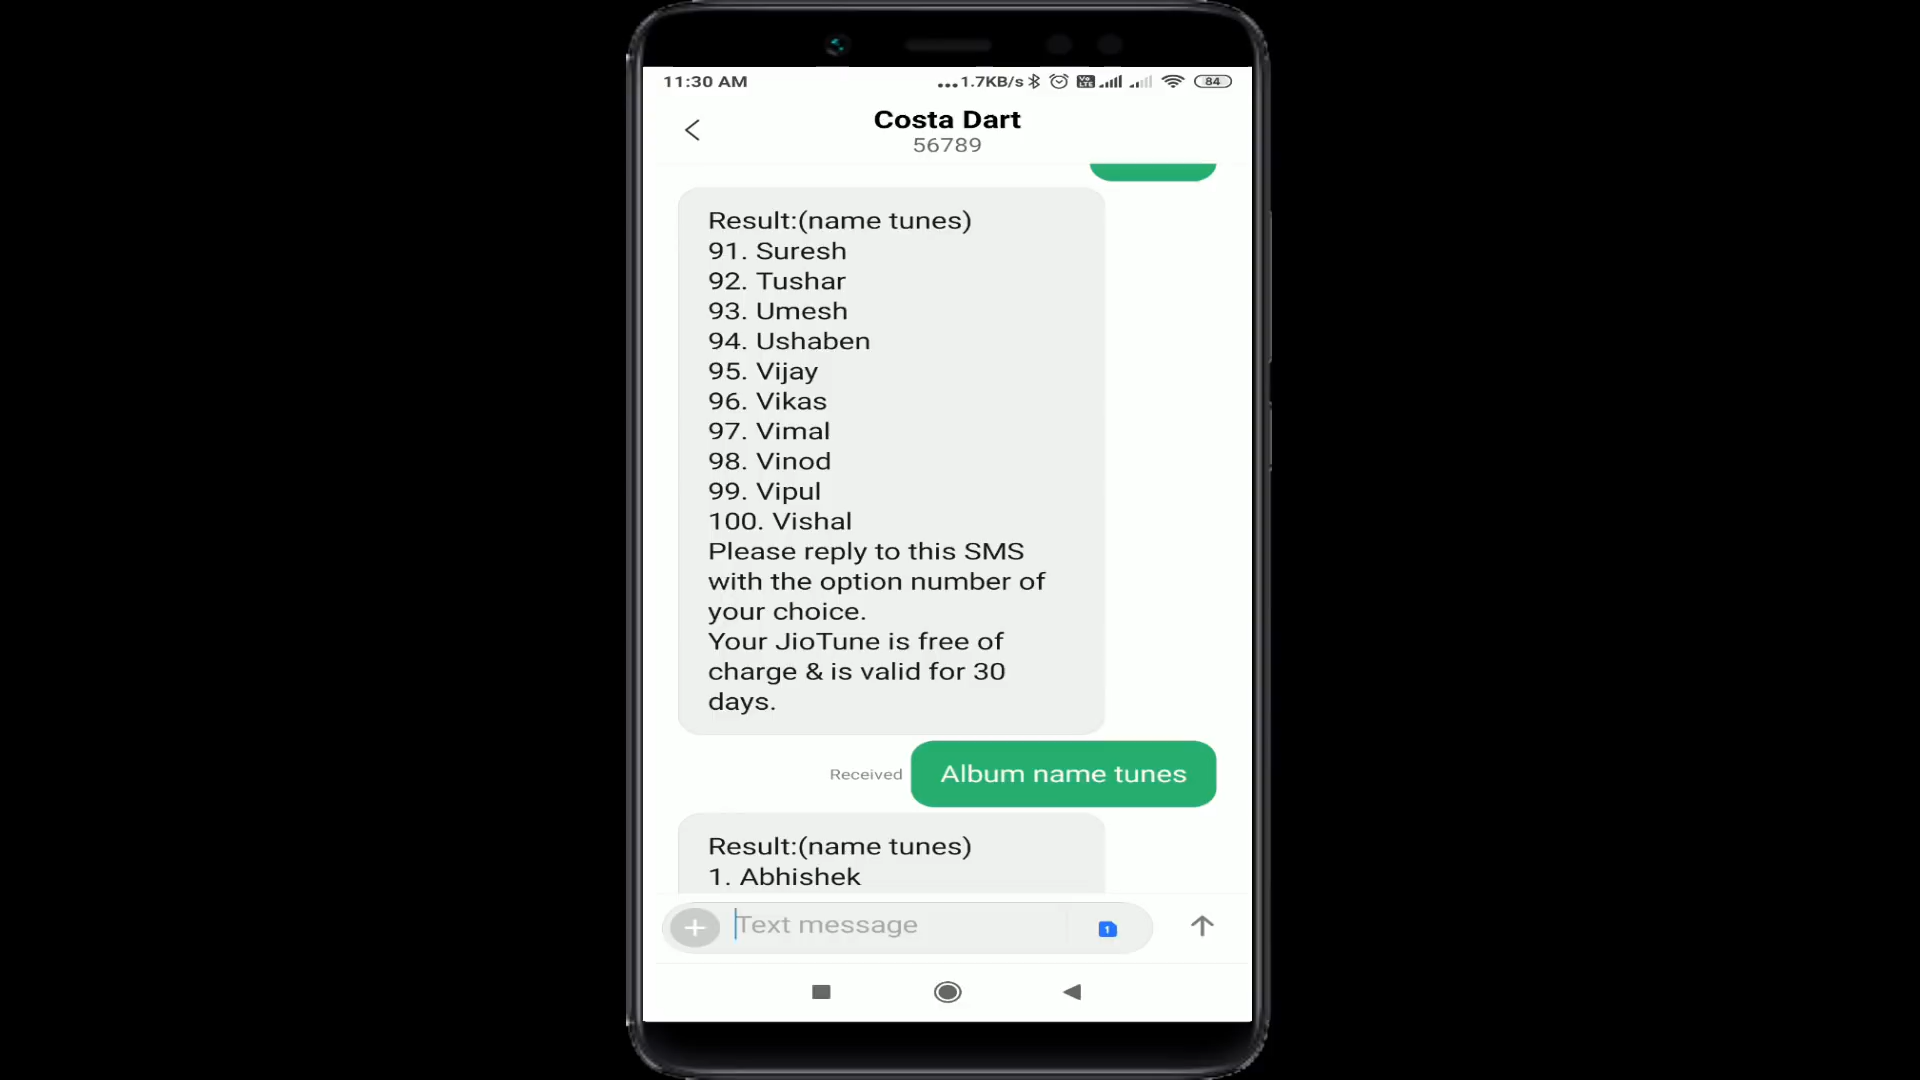 11:30 AM
...1.7KB/s
Vo LTE
84
Costa Dart
56789
Result:(name tunes)
91. Suresh
92. Tushar
93. Umesh
94. Ushaben
95. Vijay
96. Vikas
97. Vimal
98. Vinod
99. Vipul
100. Vishal
Please reply to this SMS
with the option number of
your choice.
Your JioTune is free of
charge & is valid for 30
days.
Received
Album name tunes
Result:(name tunes)
1. Abhishek
Text message
1